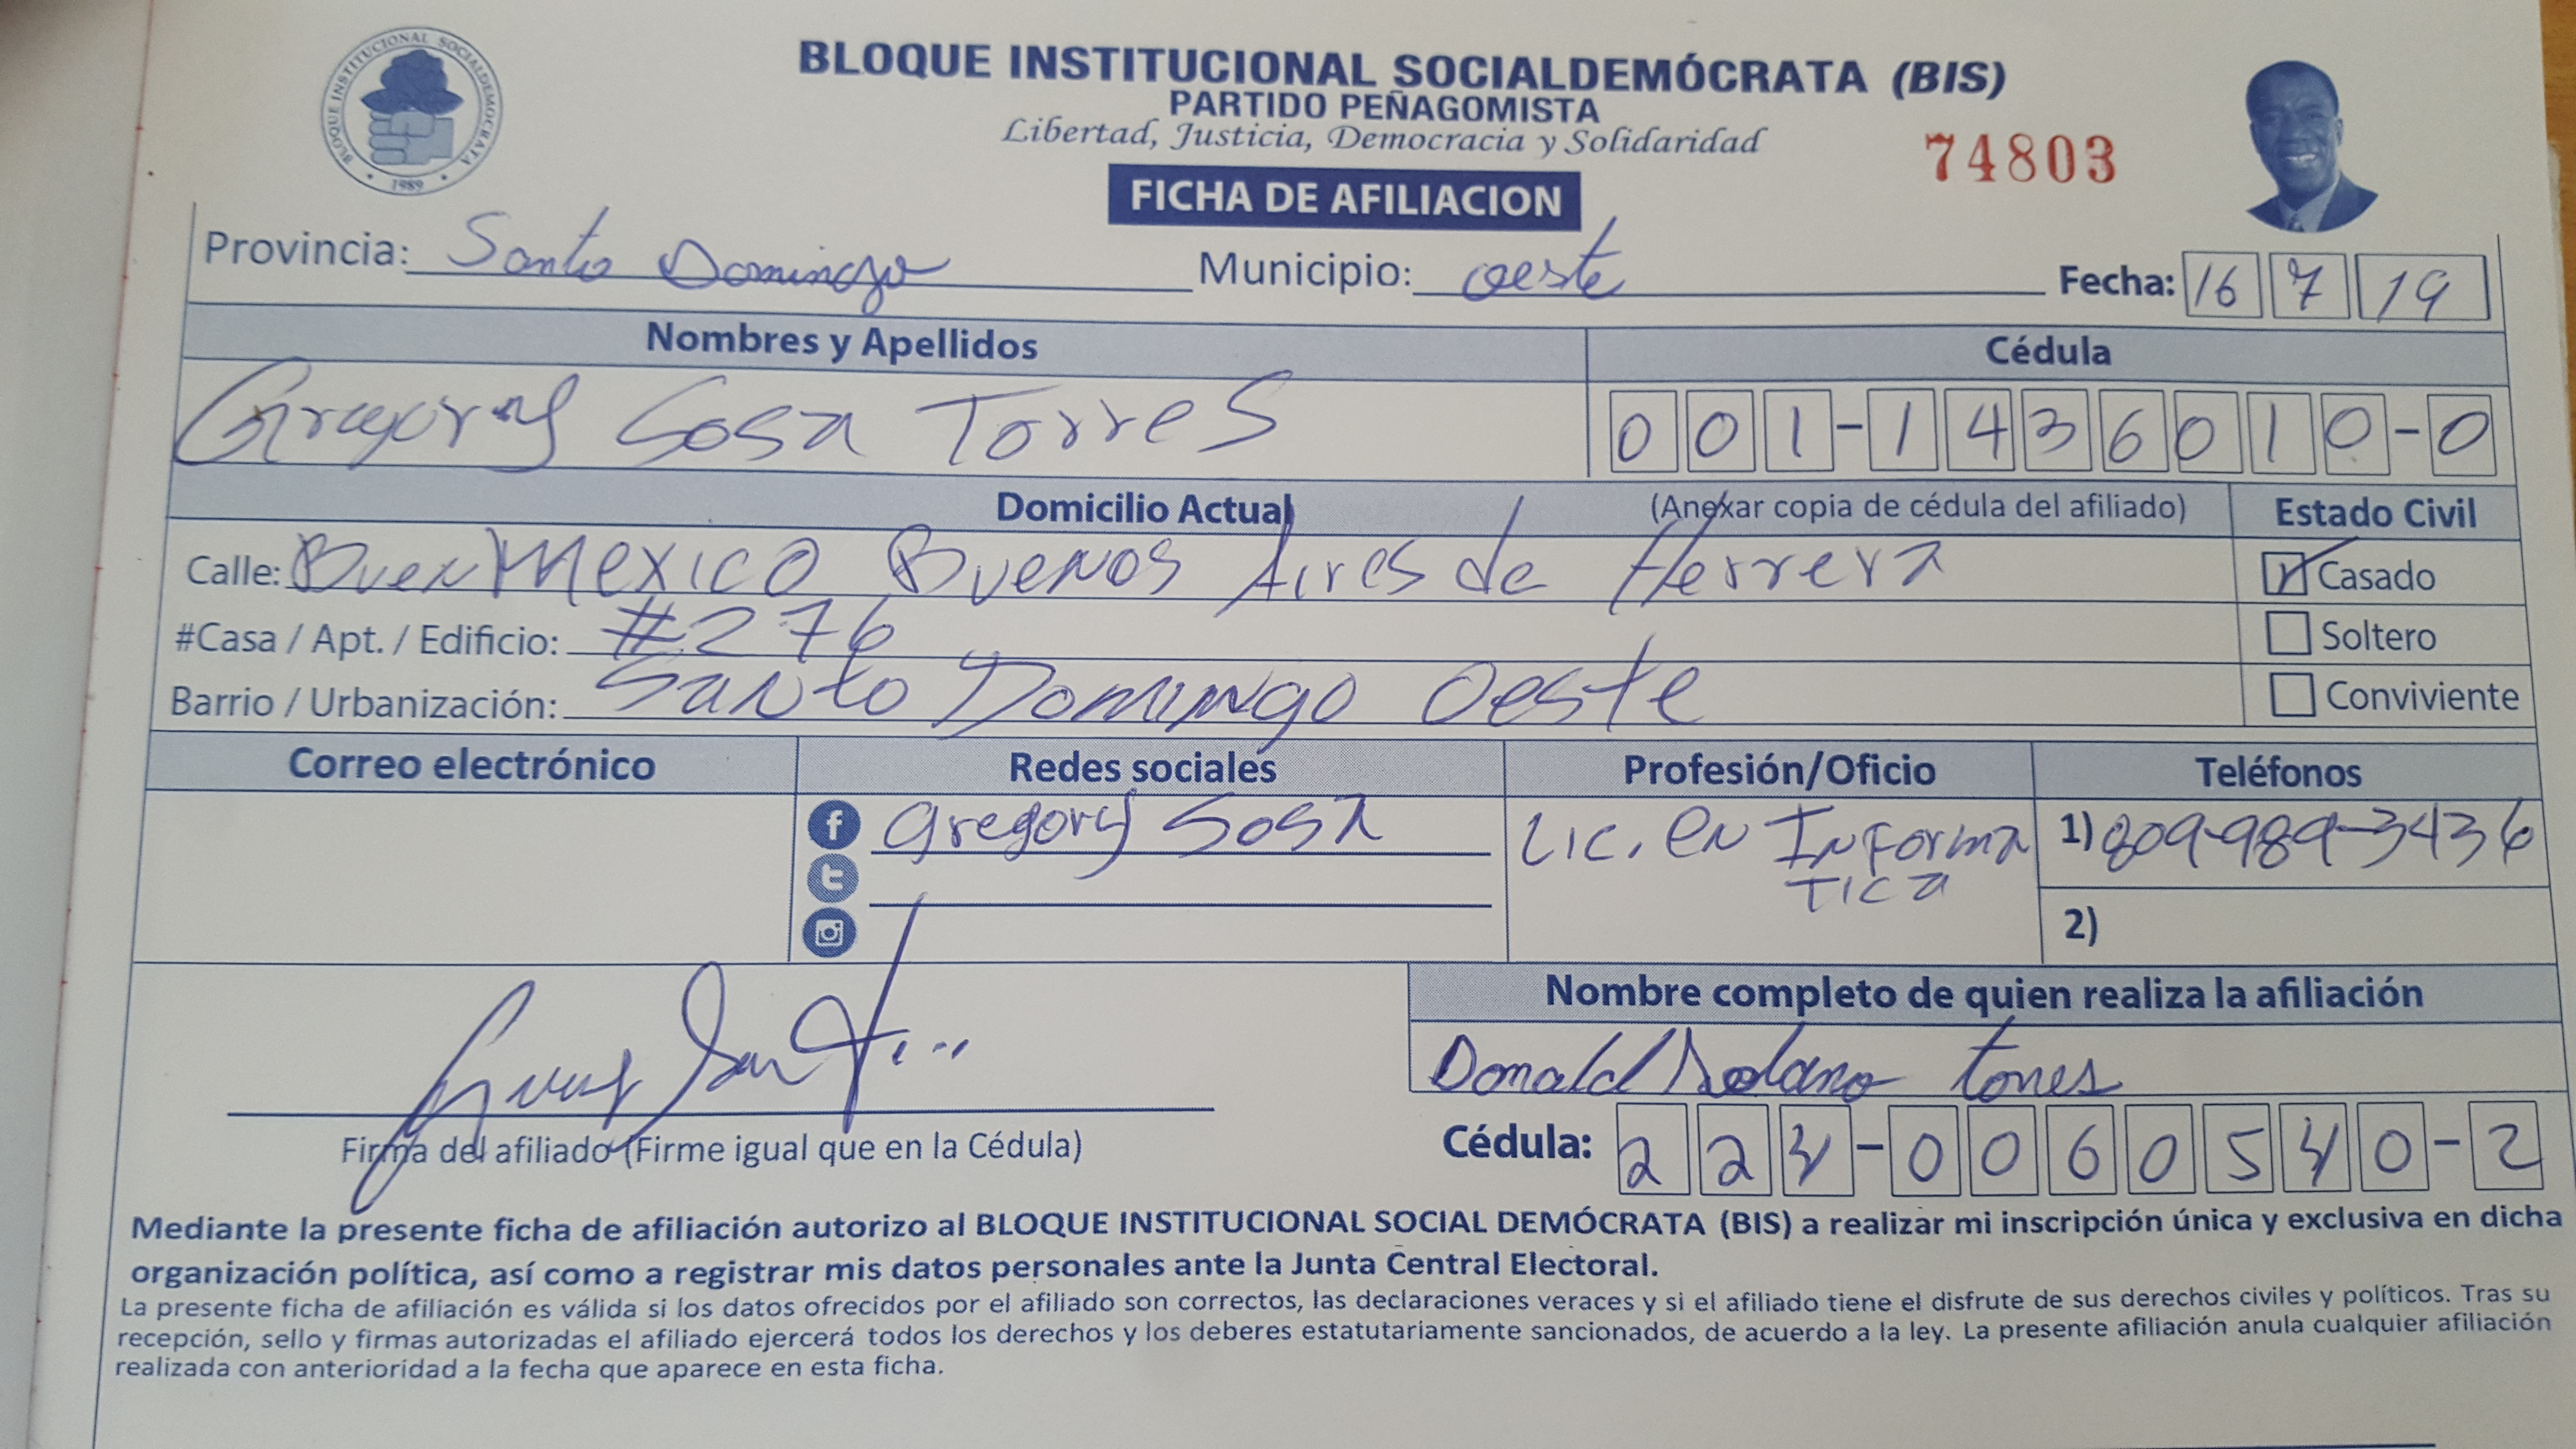 BLOQUE INSTITUCIONAL SOCIALDEMOCRATA
1989
BLOQUE INSTITUCIONAL SOCIALDEMÓCRATA (BIS)
PARTIDO PEÑAGOMISTA
Libertad, Justicia, Democracia y Solidaridad
74803
FICHA DE AFILIACION
Provincia: Santo Domingo Municipio: oeste Fecha: 16 7 19
Nombres y Apellidos Cédula
Gregory Sosa Torres 001-1436010-0
Domicilio Actual (Anexar copia de cédula del afiliado) Estado Civil
Calle: Buen Mexico Buenos Aires de Herrera Casado
#Casa / Apt. / Edificio: #276 Soltero
Barrio / Urbanización: Santo Domingo Oeste Conviviente
Correo electrónico Redes sociales Profesión/Oficio Teléfonos
gregory Sosa Lic. en Informa 1) 809-989-3436
tica
2)
Nombre completo de quien realiza la afiliación
Donald Solano Torres
Firma del afiliado (Firme igual que en la Cédula) Cédula: 224-0060540-2
Mediante la presente ficha de afiliación autorizo al BLOQUE INSTITUCIONAL SOCIAL DEMÓCRATA (BIS) a realizar mi inscripción única y exclusiva en dicha
organización política, así como a registrar mis datos personales ante la Junta Central Electoral.
La presente ficha de afiliación es válida si los datos ofrecidos por el afiliado son correctos, las declaraciones veraces y si el afiliado tiene el disfrute de sus derechos civiles y políticos. Tras su
recepción, sello y firmas autorizadas el afiliado ejercerá todos los derechos y los deberes estatutariamente sancionados, de acuerdo a la ley. La presente afiliación anula cualquier afiliación
realizada con anterioridad a la fecha que aparece en esta ficha.